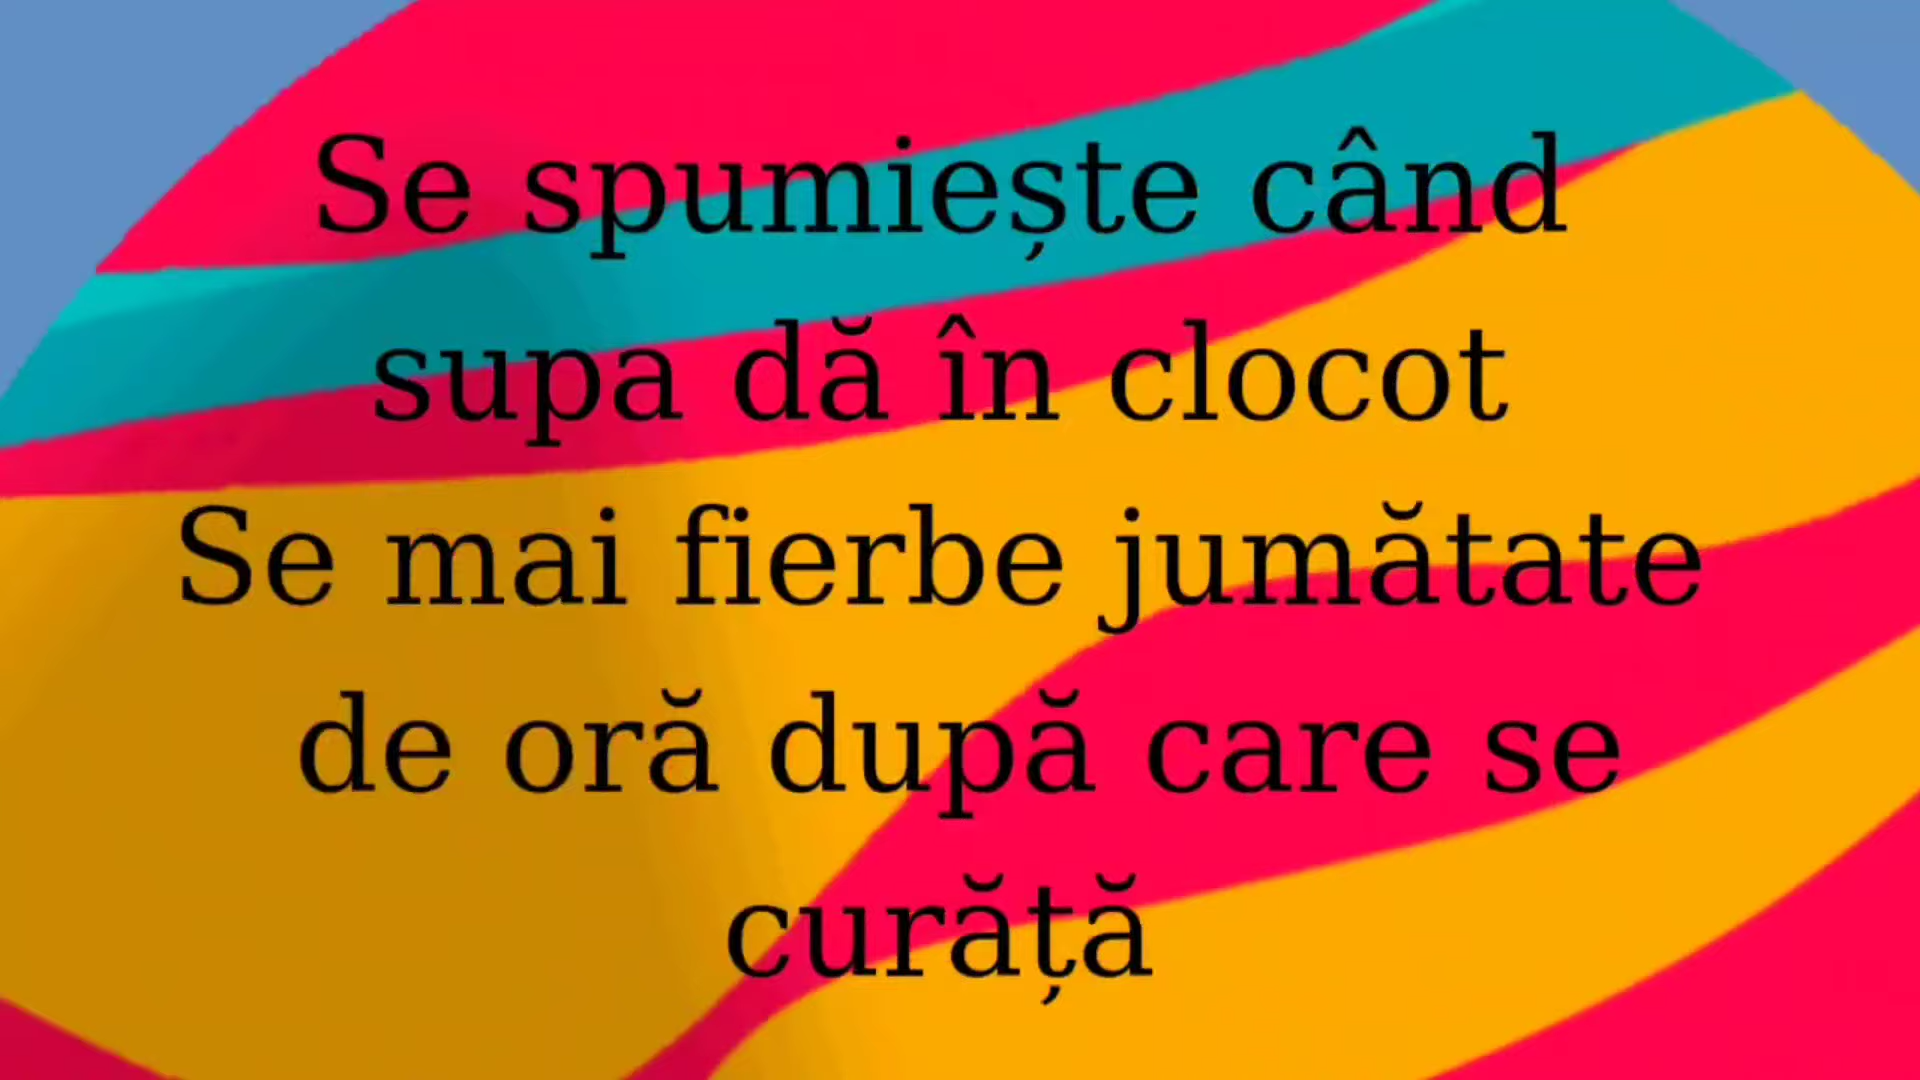 Se spumiește când
supa dă în clocot
Se mai fierbe jumătate
de oră după care se
curăță